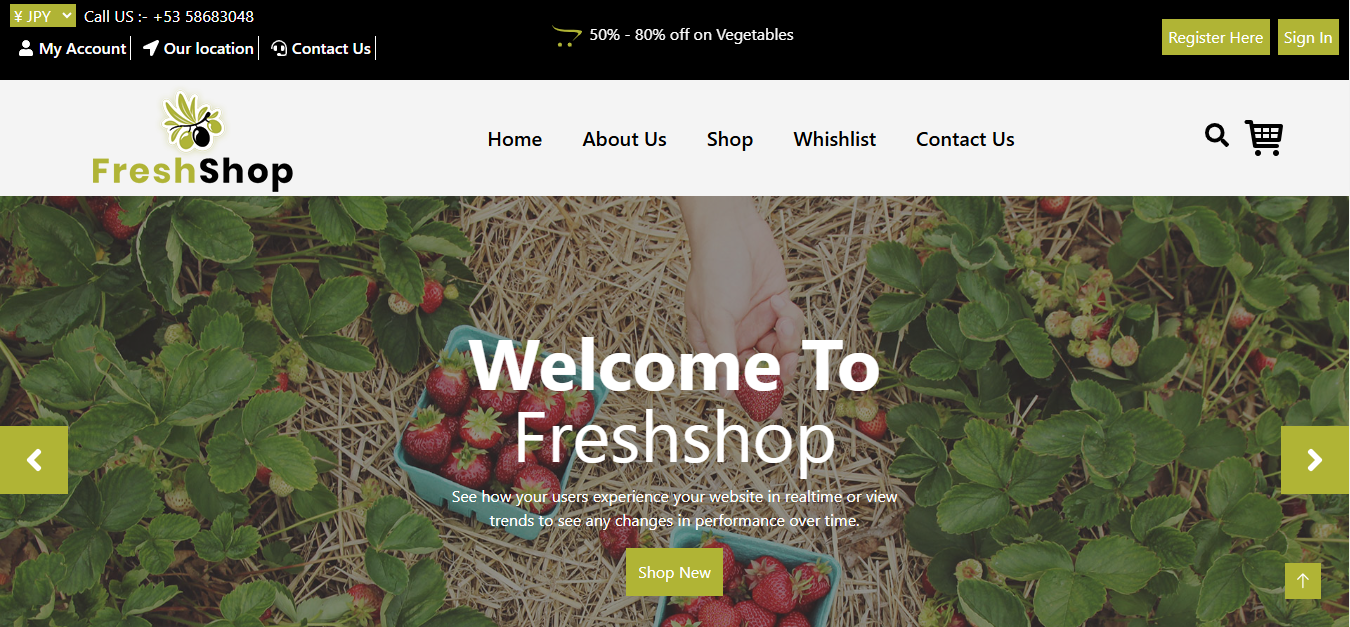 ¥ JPY Call US :- +53 58683048
My Account Our location Contact Us
50% - 80% off on Vegetables
Register Here Sign In
FreshShop
Home About Us Shop Whishlist Contact Us
Welcome To
Freshshop
See how your users experience your website in realtime or view
trends to see any changes in performance over time.
Shop New